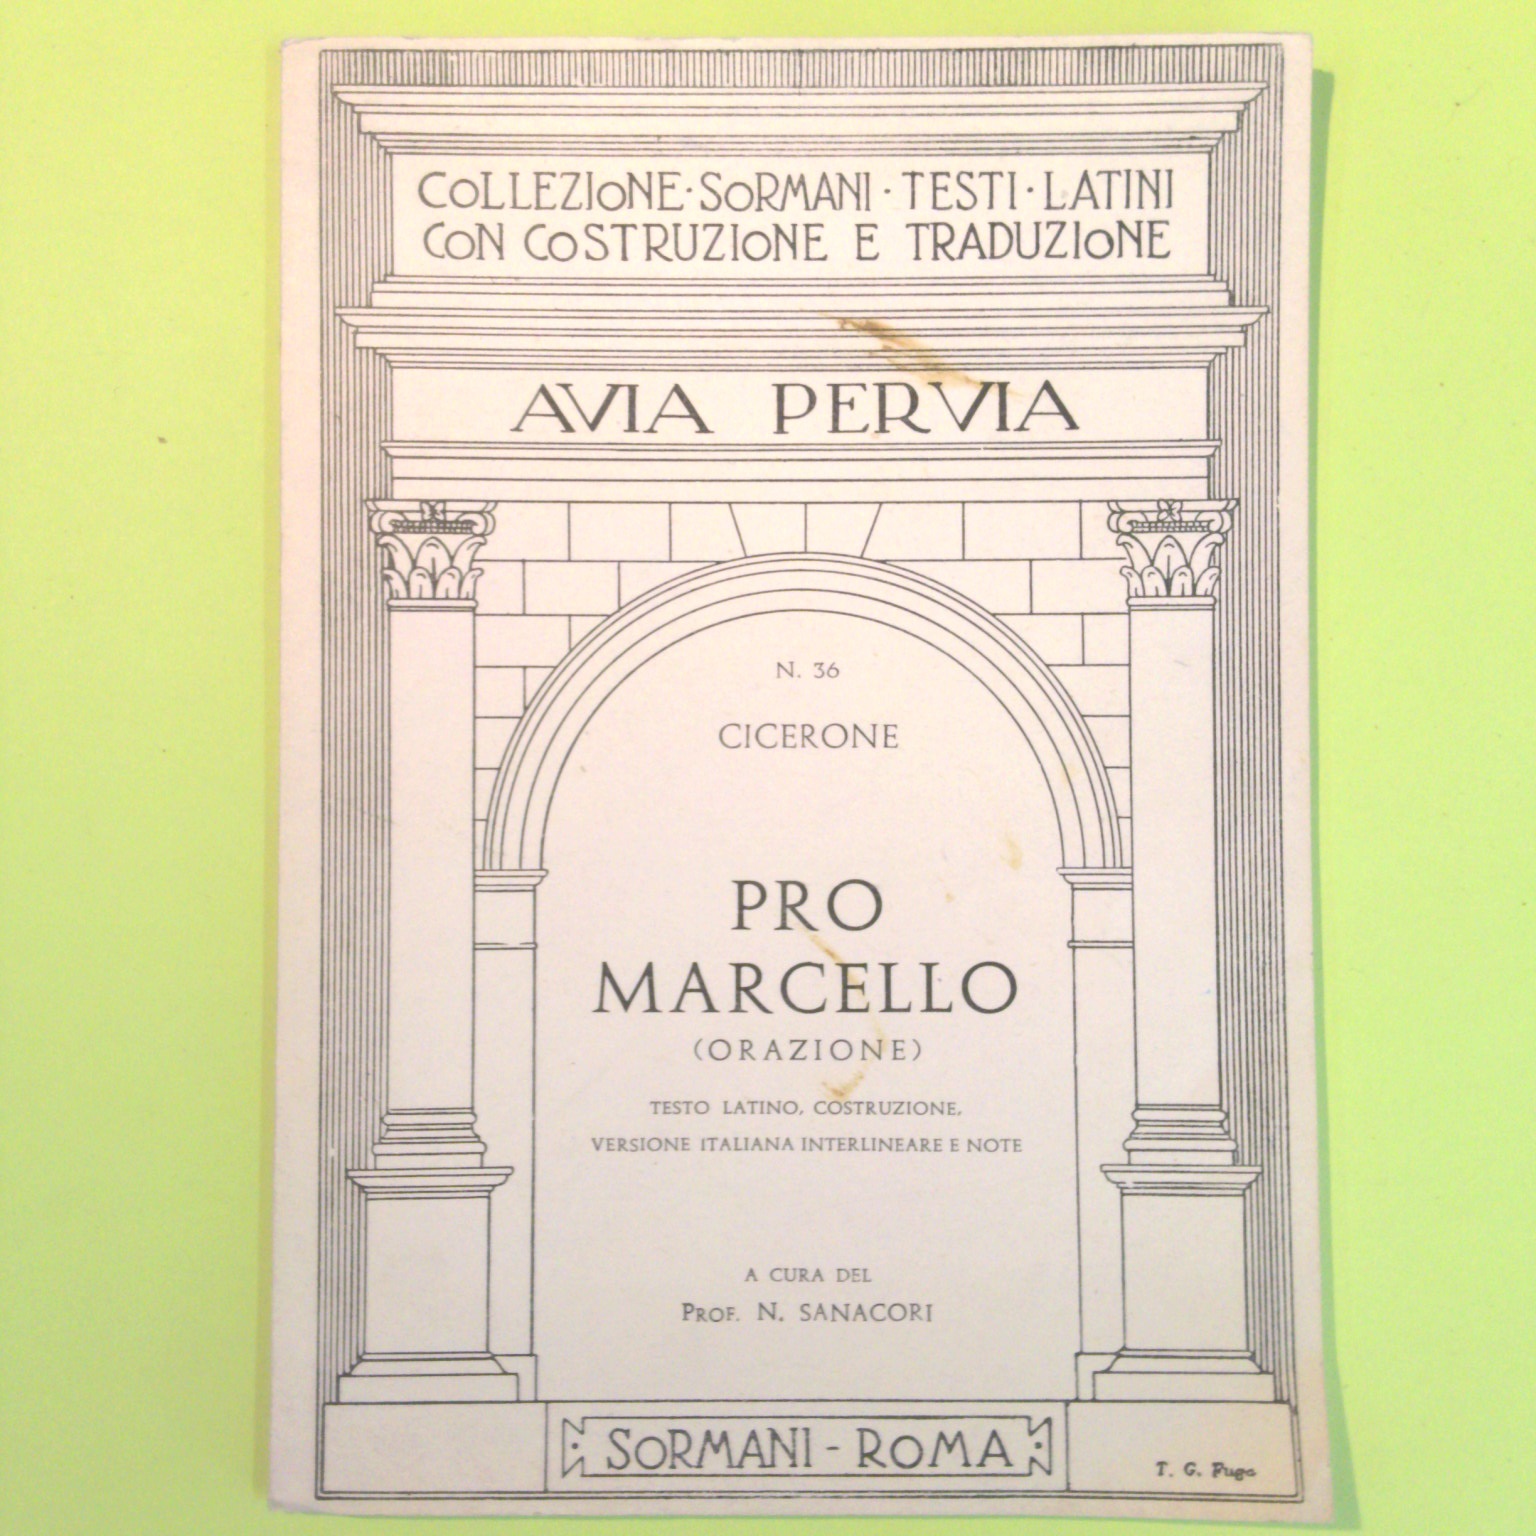 COLLEZIONE·SORMANI·TESTI·LATINI
CON COSTRUZIONE E TRADUZIONE
AVIA PERVIA
N. 36
CICERONE
PRO
MARCELLO
(ORAZIONE)
TESTO LATINO, COSTRUZIONE,
VERSIONE ITALIANA INTERLINEARE E NOTE
A CURA DEL
PROF. N. SANACORI
SORMANI - ROMA
T. G.